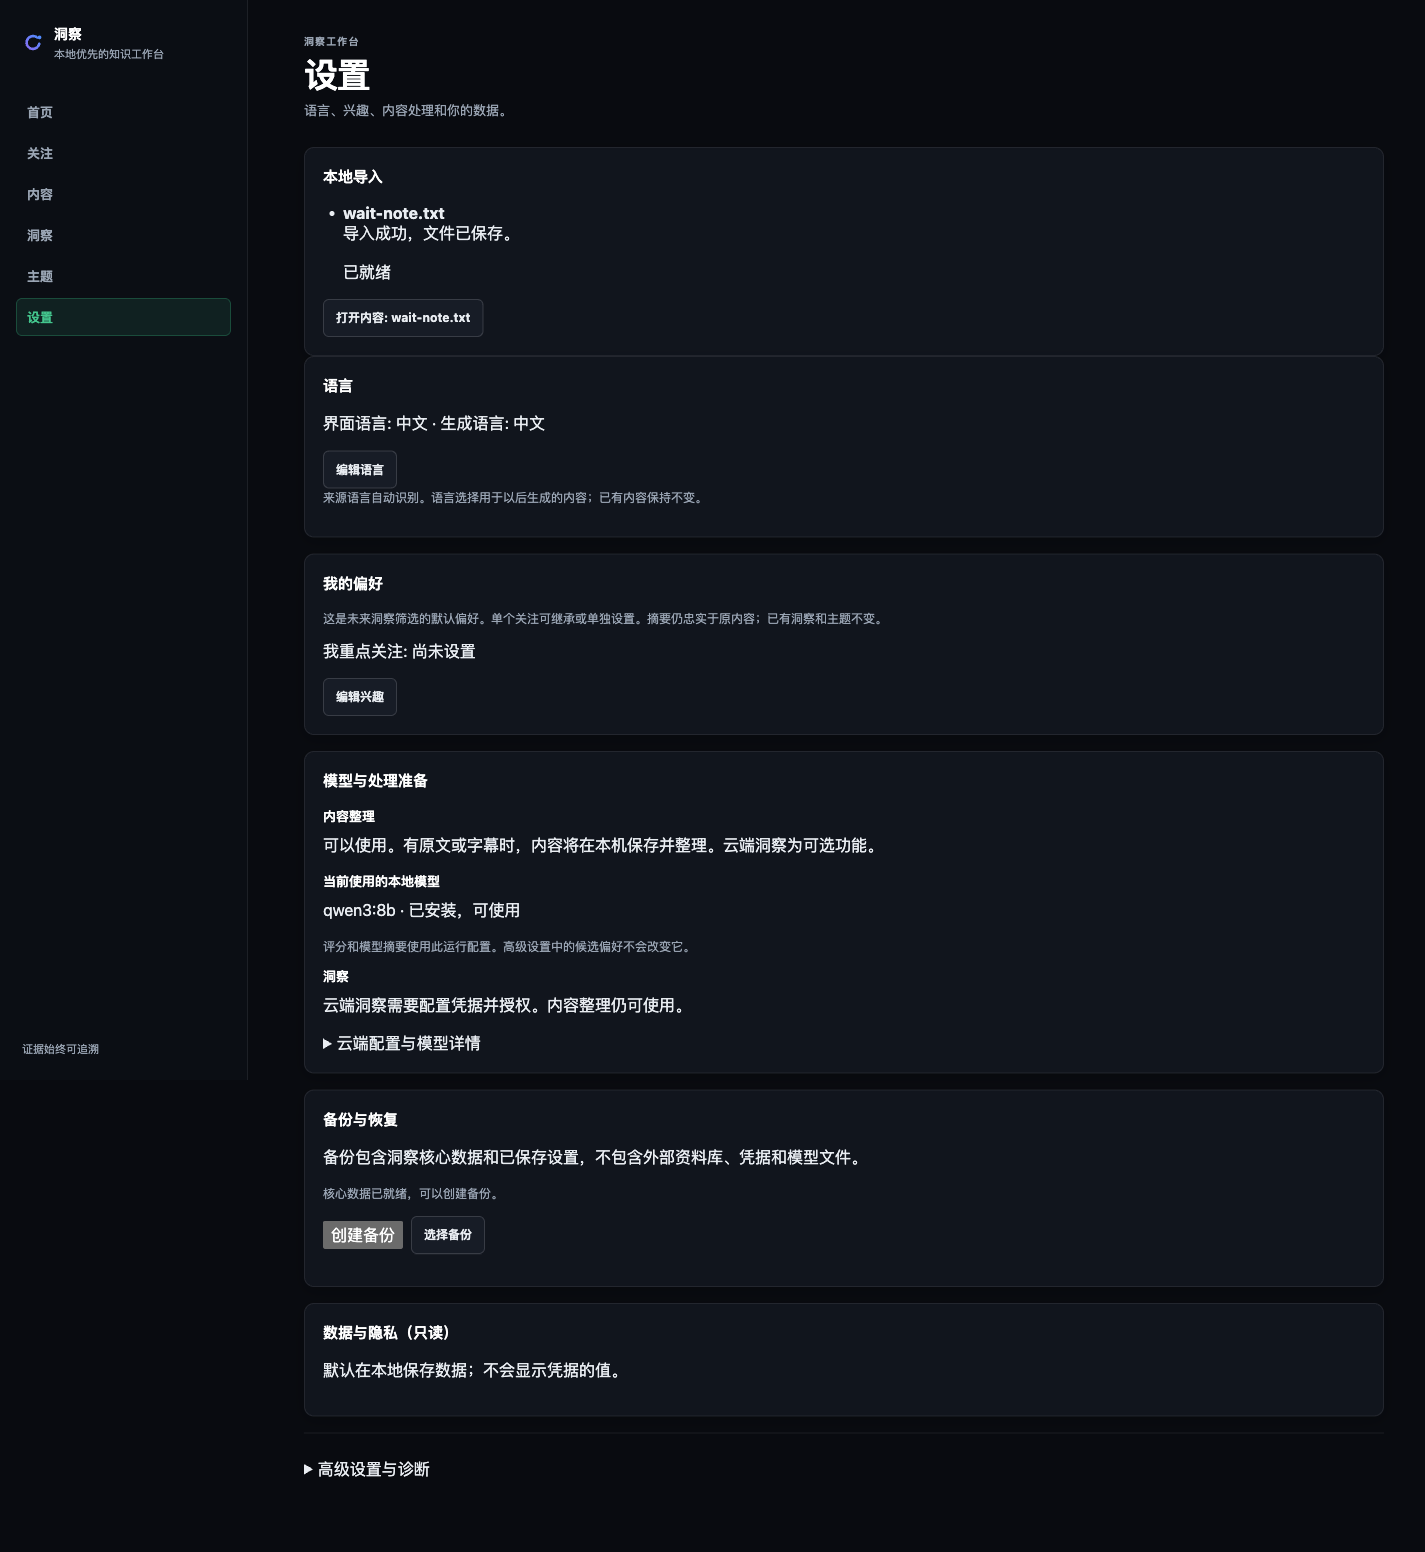 洞察
本地优先的知识工作台
首页
关注
内容
洞察
主题
设置
证据始终可追溯
洞察工作台
设置
语言、兴趣、内容处理和你的数据。
本地导入
• wait-note.txt
导入成功，文件已保存。
已就绪
打开内容: wait-note.txt
语言
界面语言: 中文 · 生成语言: 中文
编辑语言
来源语言自动识别。语言选择用于以后生成的内容；已有内容保持不变。
我的偏好
这是未来洞察筛选的默认偏好。单个关注可继承或单独设置。摘要仍忠实于原内容；已有洞察和主题不变。
我重点关注: 尚未设置
编辑兴趣
模型与处理准备
内容整理
可以使用。有原文或字幕时，内容将在本机保存并整理。云端洞察为可选功能。
当前使用的本地模型
qwen3:8b · 已安装，可使用
评分和模型摘要使用此运行配置。高级设置中的候选偏好不会改变它。
洞察
云端洞察需要配置凭据并授权。内容整理仍可使用。
▶ 云端配置与模型详情
备份与恢复
备份包含洞察核心数据和已保存设置，不包含外部资料库、凭据和模型文件。
核心数据已就绪，可以创建备份。
创建备份 选择备份
数据与隐私（只读）
默认在本地保存数据；不会显示凭据的值。
▶ 高级设置与诊断